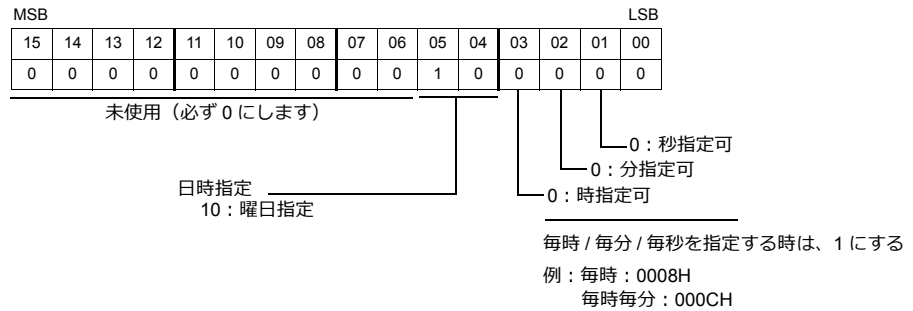 MSB LSB
15 14 13 12 11 10 09 08 07 06 05 04 03 02 01 00
0 0 0 0 0 0 0 0 0 0 1 0 0 0 0 0
未使用（必ず 0 にします）
0：秒指定可
0：分指定可
日時指定
0：時指定可
10：曜日指定
毎時 / 毎分 / 毎秒を指定する時は、1 にする
例：毎時：0008H
毎時毎分：000CH